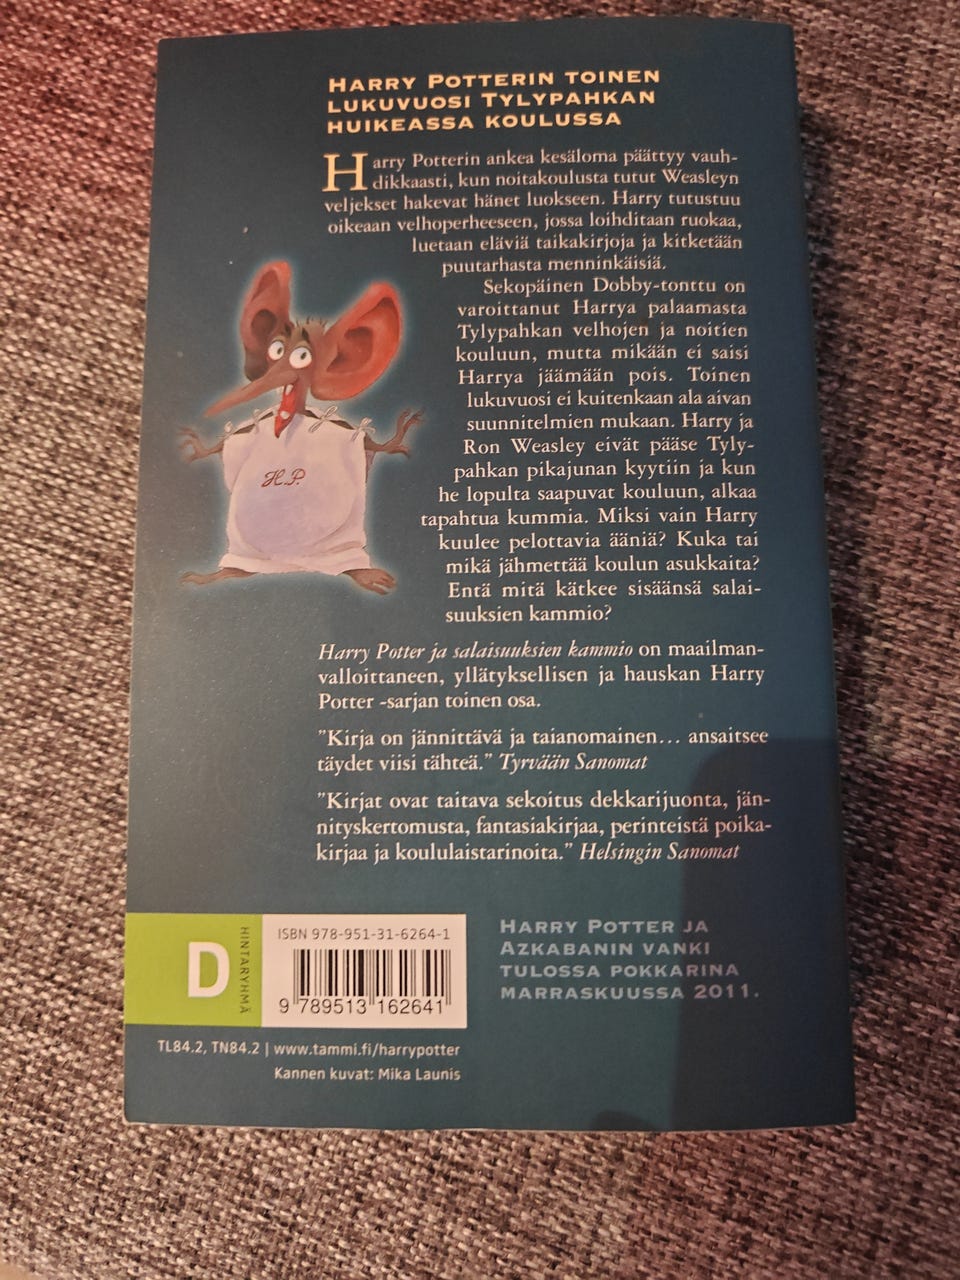 HARRY POTTERIN TOINEN
LUKUVUOSI TYLYPAHKAN
HUIKEASSA KOULUSSA
Harry Potterin ankea kesäloma päättyy vauh-
dikkaasti, kun noitakoulusta tutut Weasleyn
veljekset hakevat hänet luokseen. Harry tutustuu
oikeaan velhoperheeseen, jossa loihditaan ruokaa,
luetaan eläviä taikakirjoja ja kitketään
puutarhasta menninkäisiä.
Sekopäinen Dobby-tonttu on
varoittanut Harrya palaamasta
Tylypahkan velhojen ja noitien
kouluun, mutta mikään ei saisi
Harrya jäämään pois. Toinen
lukuvuosi ei kuitenkaan ala aivan
suunnitelmien mukaan. Harry ja
Ron Weasley eivät pääse Tyly-
pahkan pikajunan kyytiin ja kun
he lopulta saapuvat kouluun, alkaa
tapahtua kummia. Miksi vain Harry
kuulee pelottavia ääniä? Kuka tai
mikä jähmettää koulun asukkaita?
Entä mitä kätkee sisäänsä salai-
suuksien kammio?
H.P.
Harry Potter ja salaisuuksien kammio on maailman-
valloittaneen, yllätyksellisen ja hauskan Harry
Potter -sarjan toinen osa.
”Kirja on jännittävä ja taianomainen... ansaitsee
täydet viisi tähteä.” Tyrvään Sanomat
”Kirjat ovat taitava sekoitus dekkarijuonta, jän-
nityskertomusta, fantasiakirjaa, perinteistä poika-
kirjaa ja koululaistarinoita.” Helsingin Sanomat
D
HINTARYHMÄ
ISBN 978-951-31-6264-1
9 789513 162641
HARRY POTTER JA
AZKABANIN VANKI
TULOSSA POKKARINA
MARRASKUUSSA 2011.
TL84.2, TN84.2 | www.tammi.fi/harrypotter
Kannen kuvat: Mika Launis